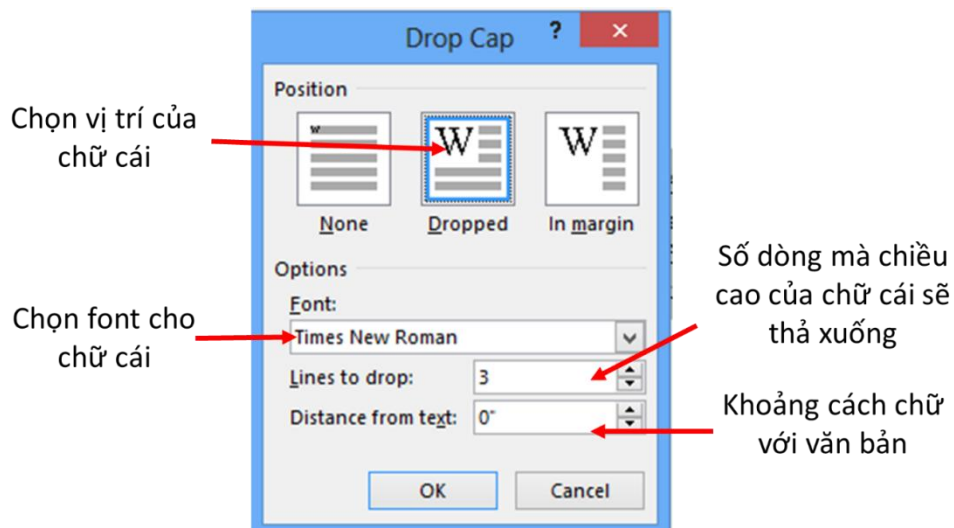 Drop Cap ? ×
Position
Chọn vị trí của
chữ cái
W
W
W
None Dropped In margin
Options
Số dòng mà chiều
cao của chữ cái sẽ
thả xuống
Font:
Chọn font cho
chữ cái
Times New Roman
Lines to drop: 3
Distance from text: 0"
Khoảng cách chữ
với văn bản
OK Cancel